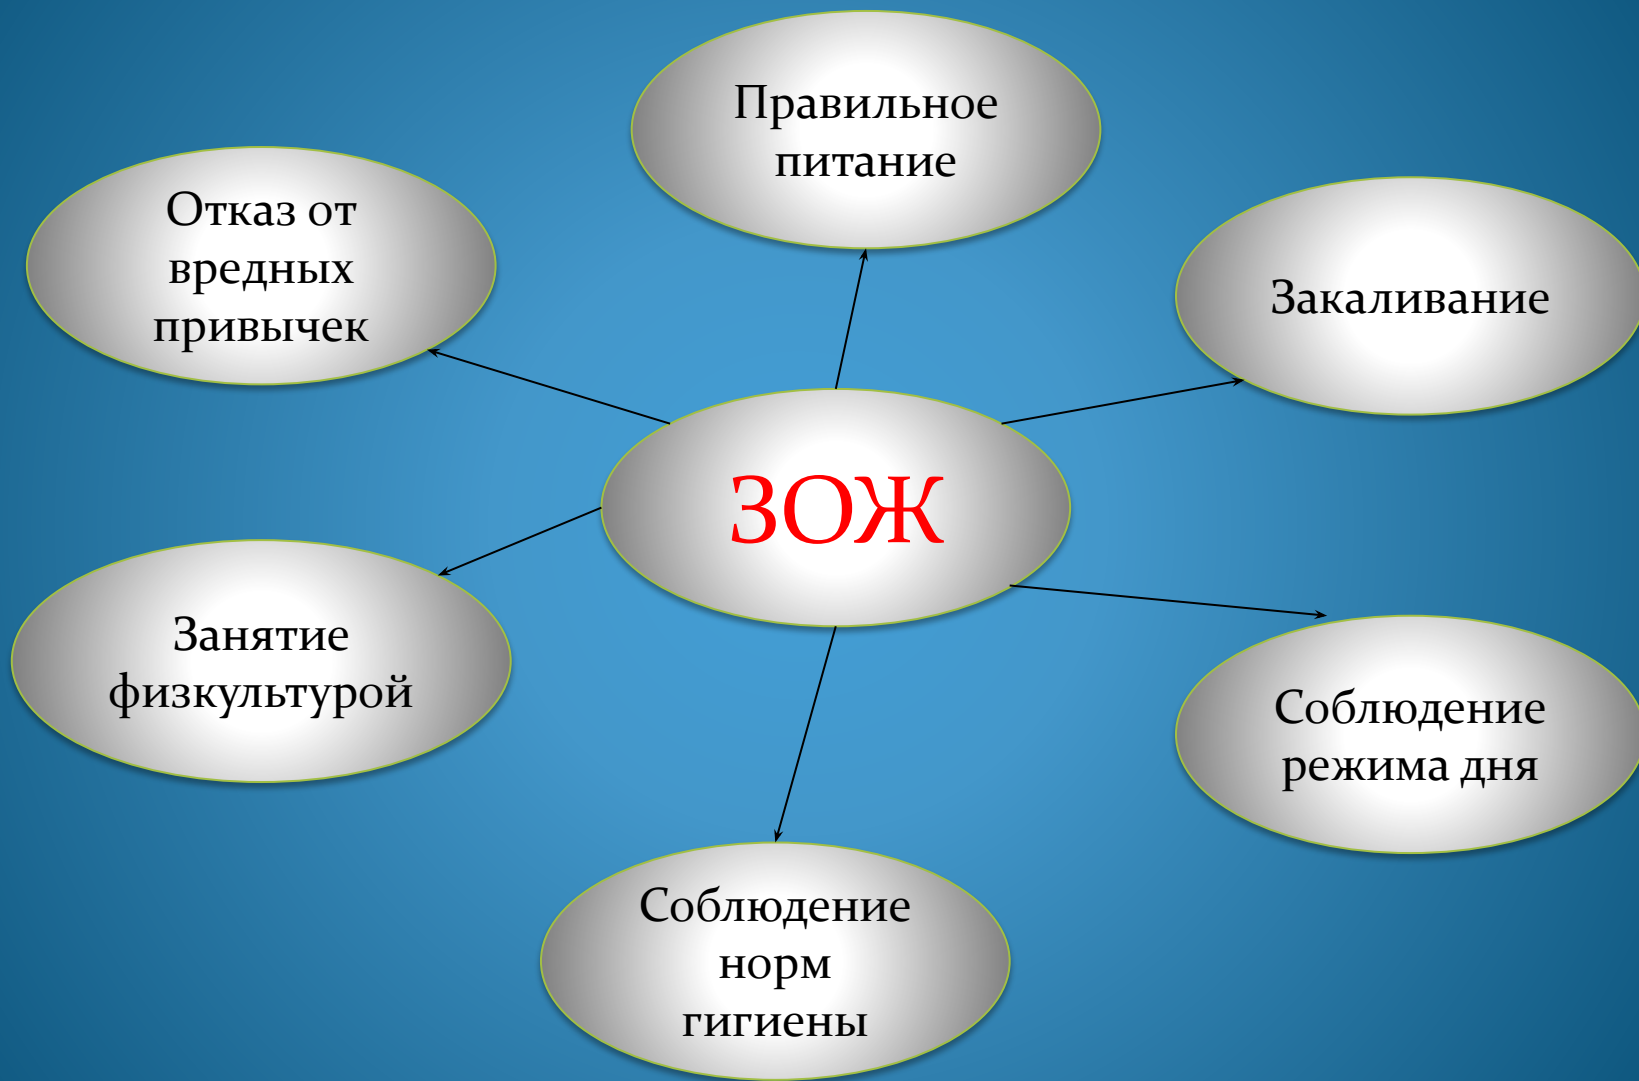 Правильное
питание
Отказ от
вредных
привычек
Закаливание
ЗОЖ
Занятие
физкультурой
Соблюдение
режима дня
Соблюдение
норм
гигиены